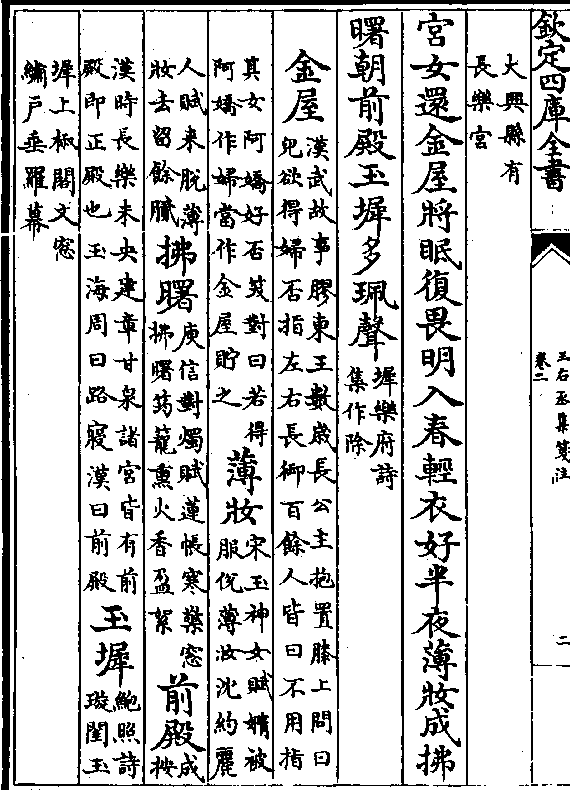 欽定四庫全書
王右丞集箋注
卷二
二
大興縣有
長樂宮
宮女還金屋將眠復畏明入春輕衣好半夜薄妝成拂
曙朝前殿玉墀多珮聲
墀樂府詩
集作除
金屋
漢武故事膠東王數歲長公主抱置膝上問曰
兒欲得婦否指左右長御百餘人皆曰不用指
其女阿嬌好否笑對曰若得
阿嬌作婦當作金屋貯之
薄妝
宋玉神女賦嫷被
服侻薄妝沈約麗
人賦来脫薄
妝去留餘膩
拂曙
庾信對燭賦蓮帳寒檠窓
拂曙筠籠熏火香盈絮
前殿
成
按
漢時長樂未央建章甘泉諸宮皆有前
殿即正殿也玉海周曰路寢漢曰前殿
玉墀
鮑照詩
璇閨玉
墀上椒閣文窓
繡戶垂羅幕